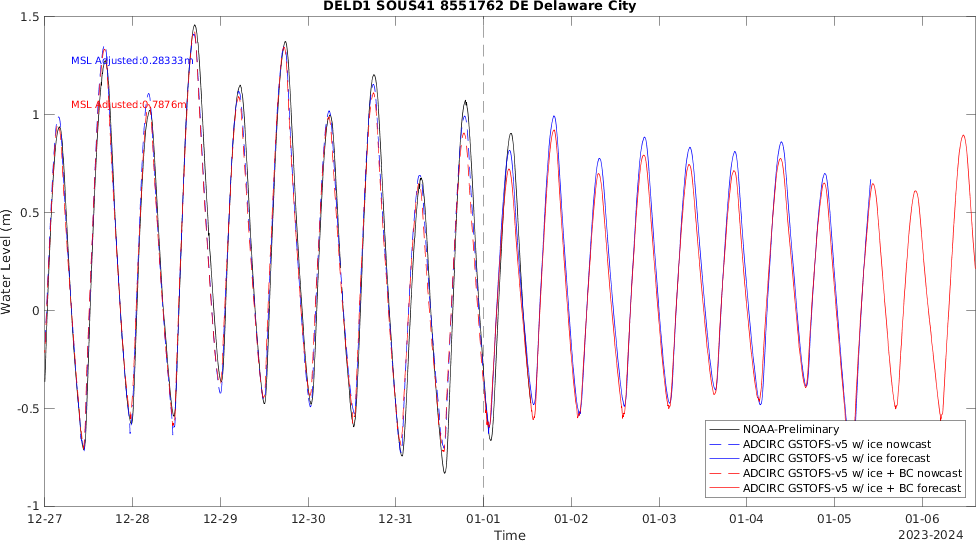 DELD1 SOUS41 8551762 DE Delaware City
1.5
MSL Adjusted:0.28333m
MSL Adjusted:0.7876m
1
0.5
0
-0.5
-1
Water Level (m)
NOAA-Preliminary
ADCIRC GSTOFS-v5 w/ ice nowcast
ADCIRC GSTOFS-v5 w/ ice forecast
ADCIRC GSTOFS-v5 w/ ice + BC nowcast
ADCIRC GSTOFS-v5 w/ ice + BC forecast
12-27 12-28 12-29 12-30 12-31 01-01 01-02 01-03 01-04 01-05 01-06
Time
2023-2024